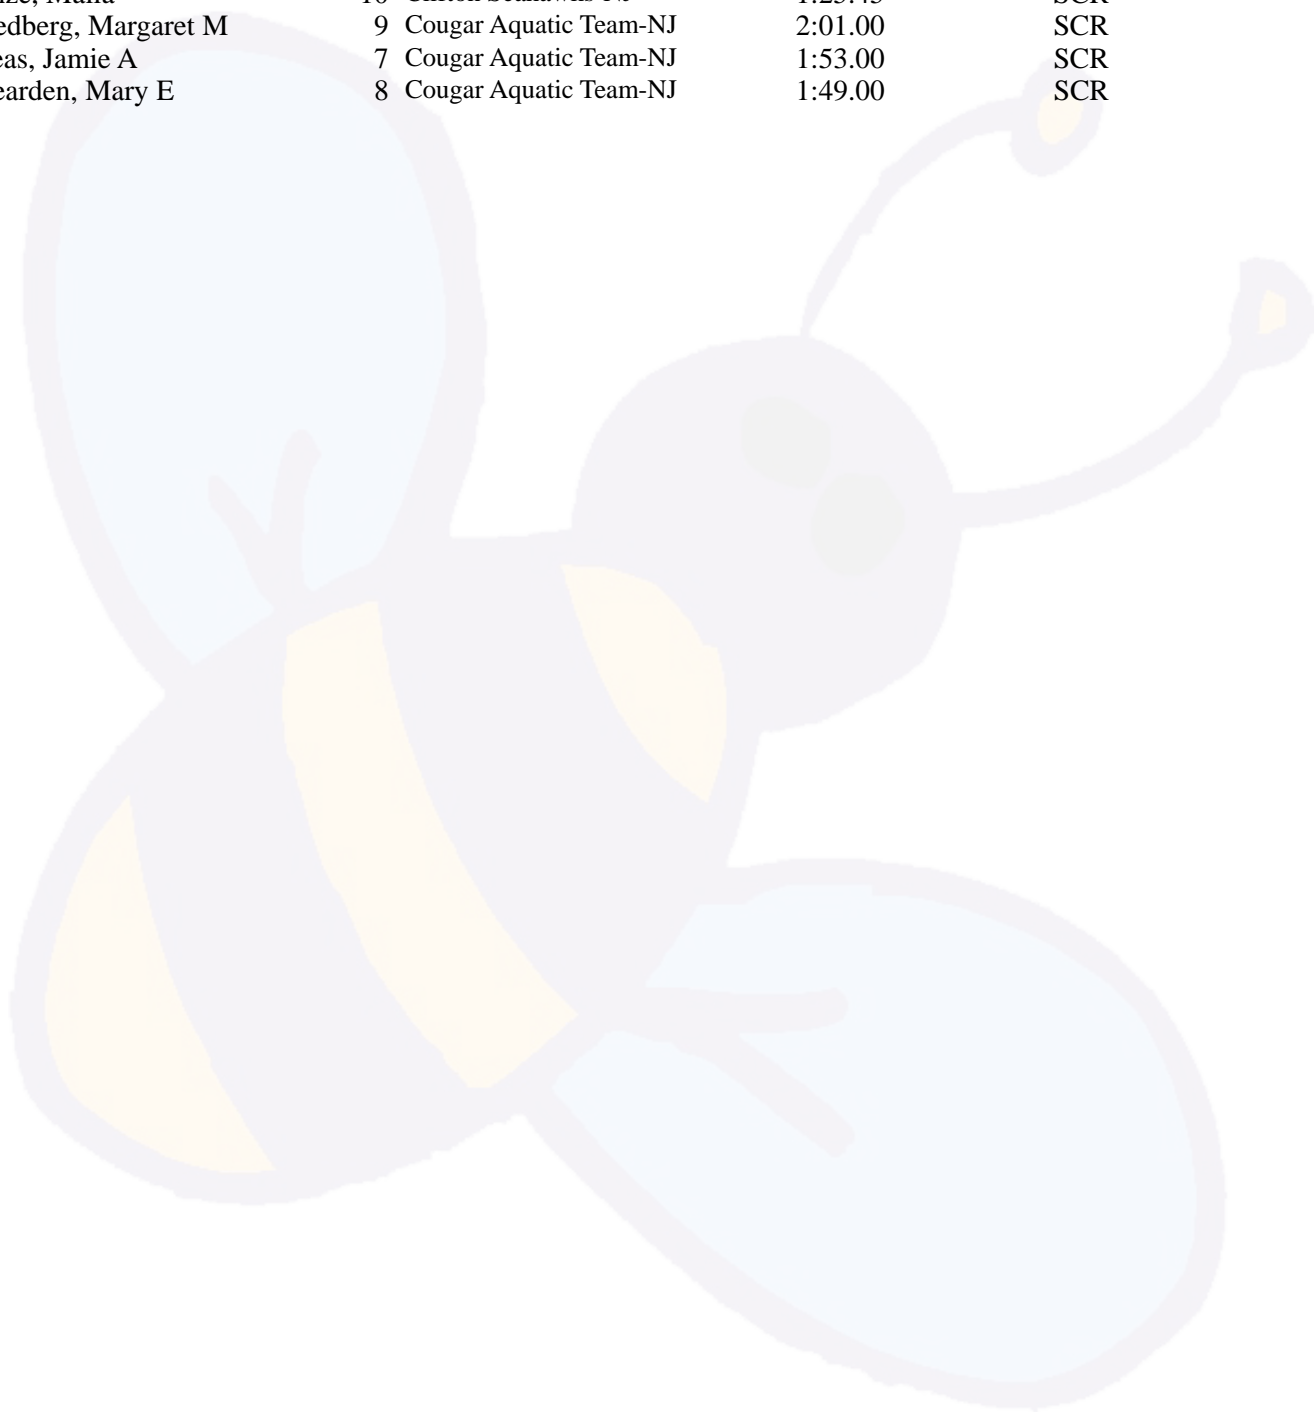 9 Cougar Aquatic Team-NJ 2:01.00 SCR
edberg, Margaret M
eas, Jamie A 7 Cougar Aquatic Team-NJ 1:53.00 SCR
earden, Mary E 8 Cougar Aquatic Team-NJ 1:49.00 SCR